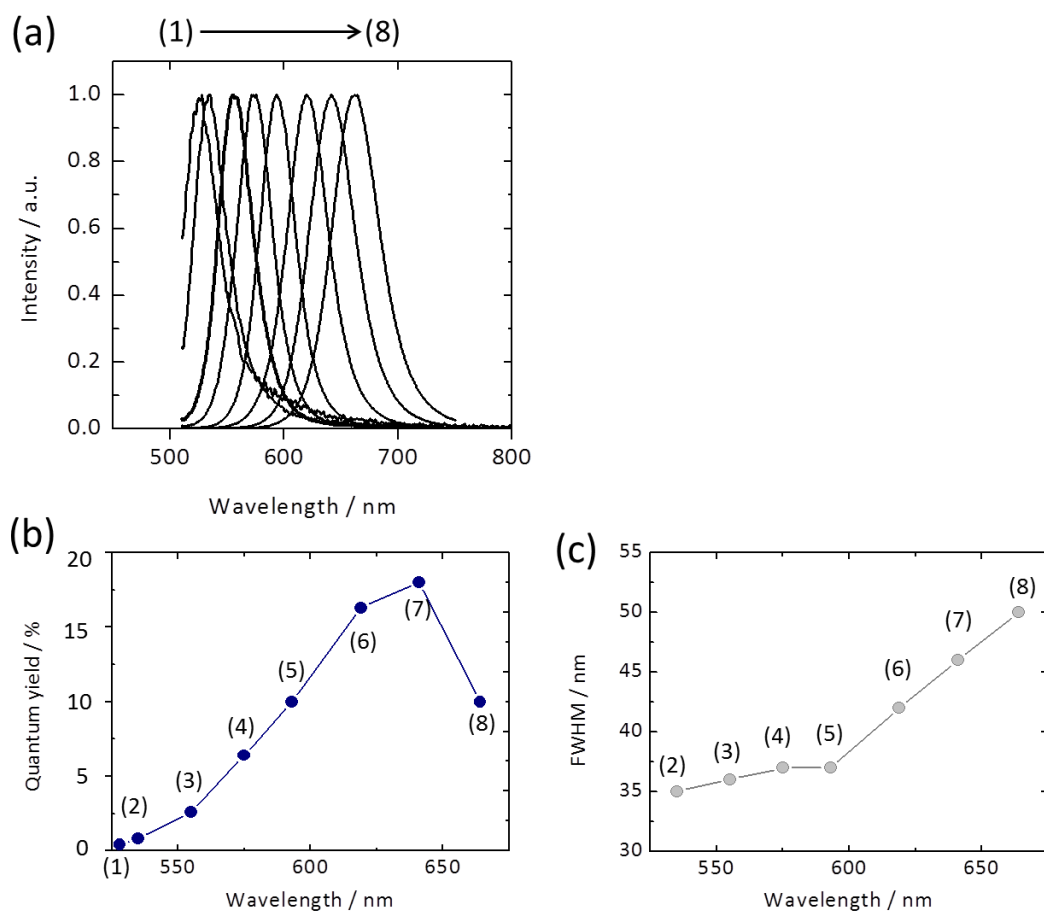 (a)
(1) (8)
1.0
0.8
0.6
0.4
0.2
0.0
Intensity / a.u.
500 600 700 800
Wavelength / nm
(b)
20
15
10
5
0
Quantum yield / %
(1)
(2)
(3)
(4)
(5)
(6)
(7)
(8)
550 600 650
Wavelength / nm
(c)
55
50
45
40
35
30
FWHM / nm
(2)
(3)
(4)
(5)
(6)
(7)
(8)
550 600 650
Wavelength / nm